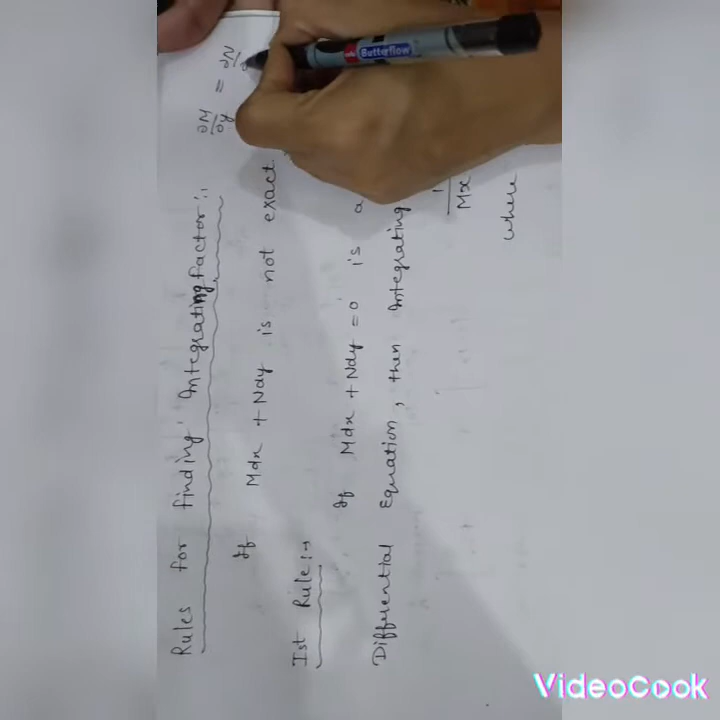 ∂M/∂y = ∂N/∂
Rules for finding Integrating factor:,
If Mdx + Ndy is not exact
Ist Rule:→
If Mdx + Ndy = 0 is a
Differential Equation, then Integrating
1/Mx
where
Butterflow
VideoCook